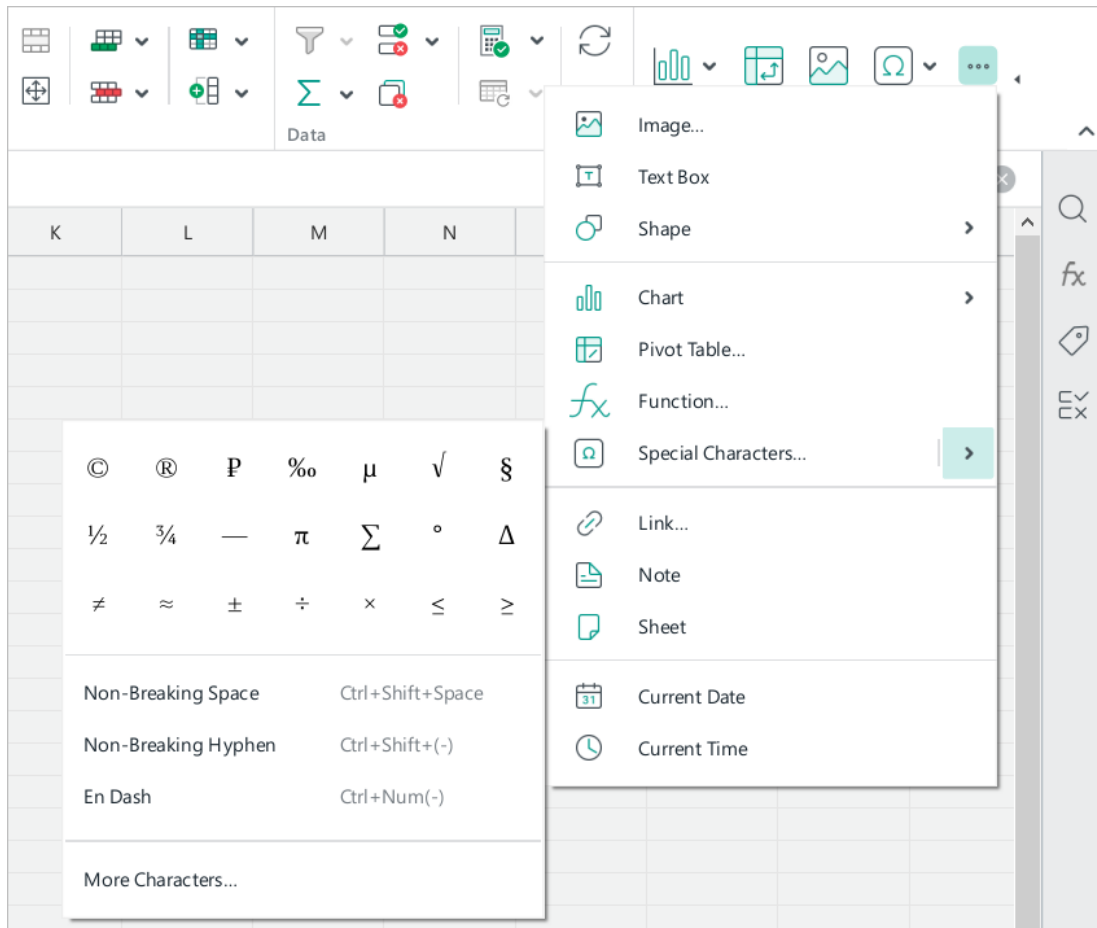 Data
K L M N
Image...
Text Box
Shape
Chart
Pivot Table...
Function...
Special Characters...
Link...
Note
Sheet
31
Current Date
Current Time
© ® ₽ ‰ µ √ §
½ ¾ — π ∑ ° Δ
≠ ≈ ± ÷ × ≤ ≥
Non-Breaking Space Ctrl+Shift+Space
Non-Breaking Hyphen Ctrl+Shift+(-)
En Dash Ctrl+Num(-)
More Characters...